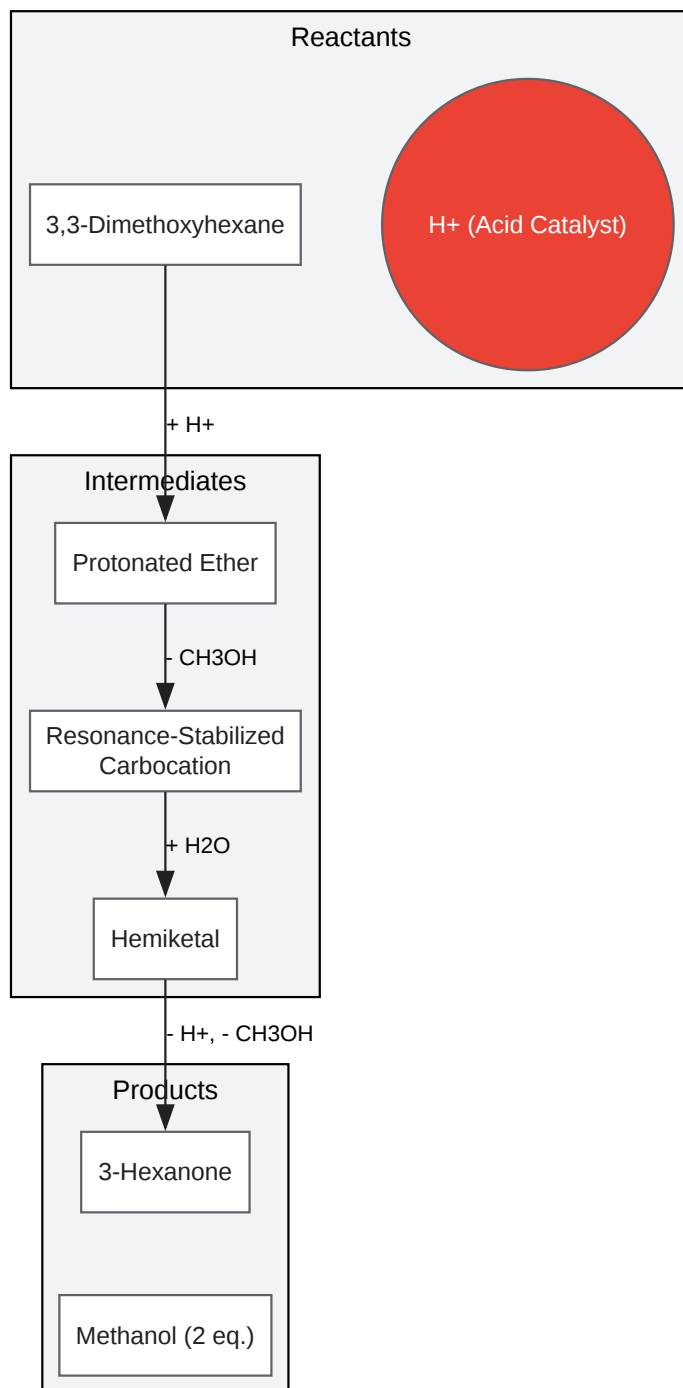 Reactants
3,3-Dimethoxyhexane
H+ (Acid Catalyst)
+ H+
Intermediates
Protonated Ether
- CH3OH
Resonance-Stabilized
Carbocation
+ H2O
Hemiketal
- H+, - CH3OH
Products
3-Hexanone
Methanol (2 eq.)